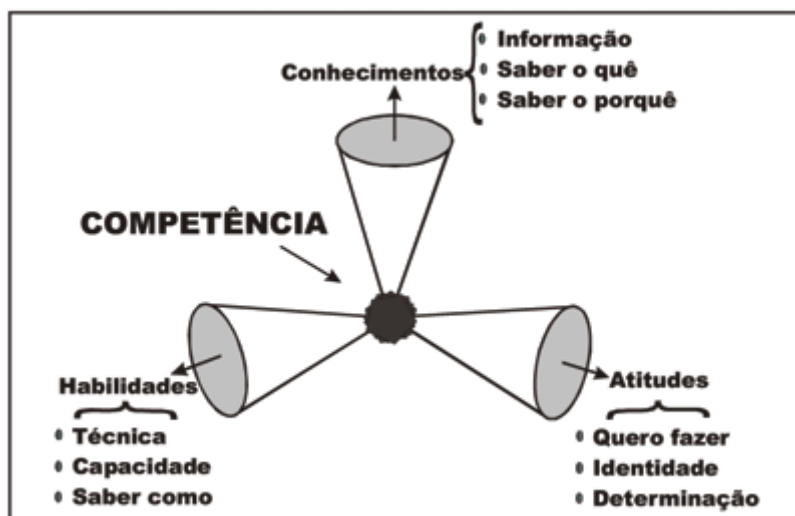 Conhecimentos
Informação
Saber o quê
Saber o porquê
COMPETÊNCIA
Habilidades
Técnica
Capacidade
Saber como
Atitudes
Quero fazer
Identidade
Determinação